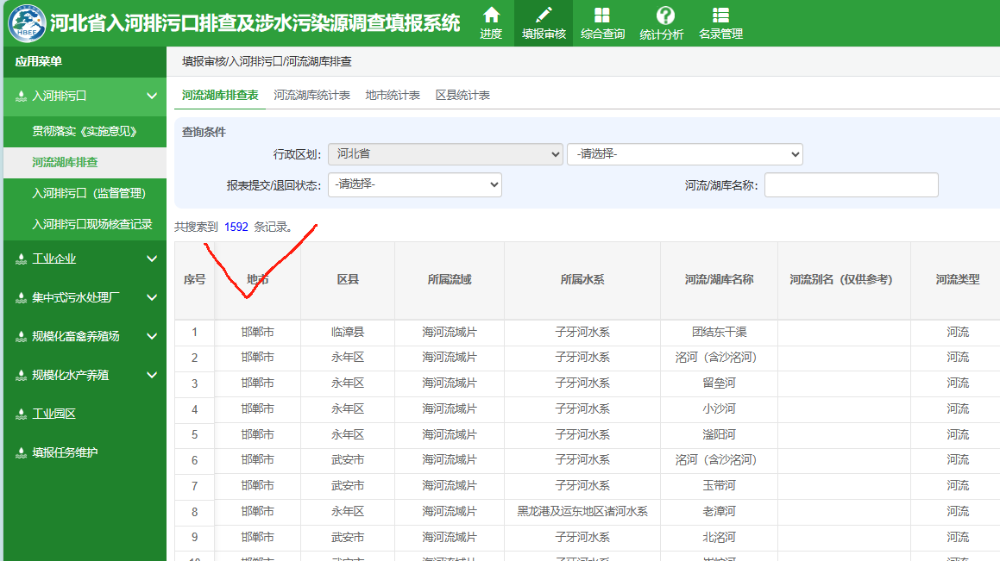 HBEE
河北省入河排污口排查及涉水污染源调查填报系统
进度 填报审核 综合查询 统计分析 名录管理
应用菜单
入河排污口
贯彻落实《实施意见》
河流湖库排查
入河排污口（监督管理）
入河排污口现场核查记录
工业企业
集中式污水处理厂
规模化畜禽养殖场
规模化水产养殖
工业园区
填报任务维护
填报审核/入河排污口/河流湖库排查
河流湖库排查表 河流湖库统计表 地市统计表 区县统计表
查询条件
行政区划： 河北省 -请选择-
报表提交/退回状态： -请选择- 河流/湖库名称：
共搜索到 1592 条记录。
序号 地市 区县 所属流域 所属水系 河流/湖库名称 河流别名（仅供参考） 河流类型
1 邯郸市 临漳县 海河流域片 子牙河水系 团结东干渠 河流
2 邯郸市 永年区 海河流域片 子牙河水系 洺河（含沙洺河） 河流
3 邯郸市 永年区 海河流域片 子牙河水系 留垒河 河流
4 邯郸市 永年区 海河流域片 子牙河水系 小沙河 河流
5 邯郸市 永年区 海河流域片 子牙河水系 滏阳河 河流
6 邯郸市 武安市 海河流域片 子牙河水系 洺河（含沙洺河） 河流
7 邯郸市 武安市 海河流域片 子牙河水系 玉带河 河流
8 邯郸市 永年区 海河流域片 黑龙港及运东地区诸河水系 老漳河 河流
9 邯郸市 武安市 海河流域片 子牙河水系 北洺河 河流